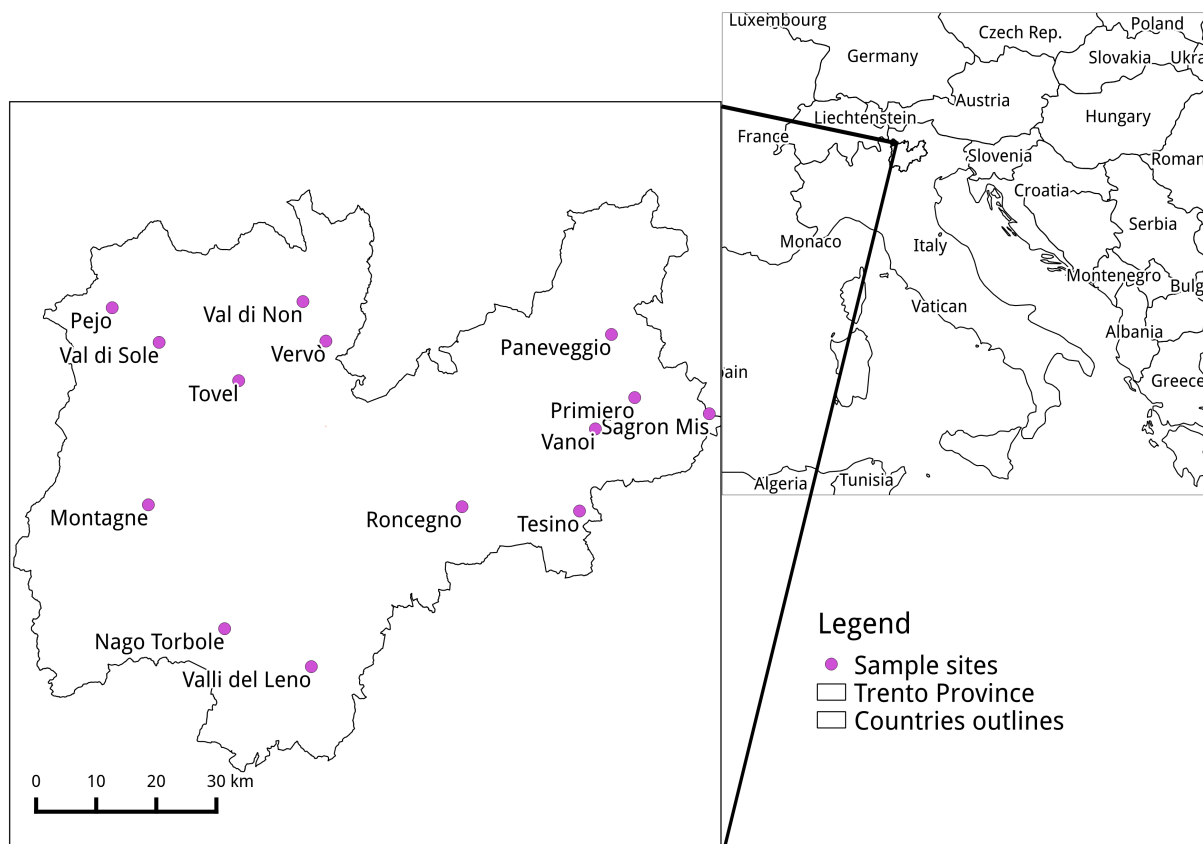 Pejo
Val di Sole
Val di Non
Vervò
Tovel
Paneveggio
Primiero
Sagron Mis
Vanoi
Montagne
Roncegno
Tesino
Nago Torbole
Valli del Leno
0 10 20 30 km
Luxembourg
Czech Rep.
Poland
Germany
Slovakia
Ukra
Austria
Liechtenstein
Hungary
France
Slovenia
Roman
Croatia
Monaco
Italy
Serbia
Montenegro
Bulg
Vatican
Albania
ain
Greece
Algeria
Tunisia
Legend
Sample sites
Trento Province
Countries outlines